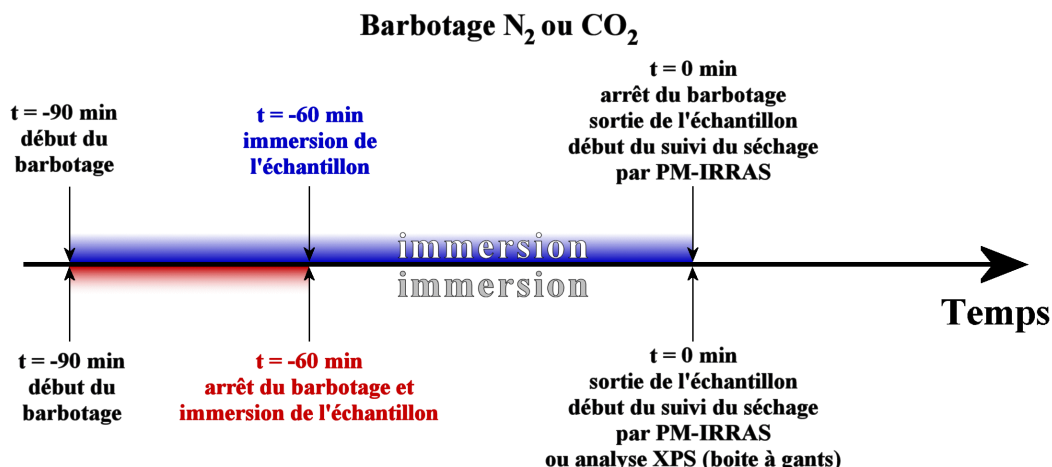 Barbotage N2 ou CO2
t = -90 min
début du
barbotage
t = -60 min
immersion de
l'échantillon
t = 0 min
arrêt du barbotage
sortie de l'échantillon
début du suivi du séchage
par PM-IRRAS
immersion
immersion
Temps
t = -90 min
début du
barbotage
t = -60 min
arrêt du barbotage et
immersion de l'échantillon
t = 0 min
sortie de l'échantillon
début du suivi du séchage
par PM-IRRAS
ou analyse XPS (boite à gants)